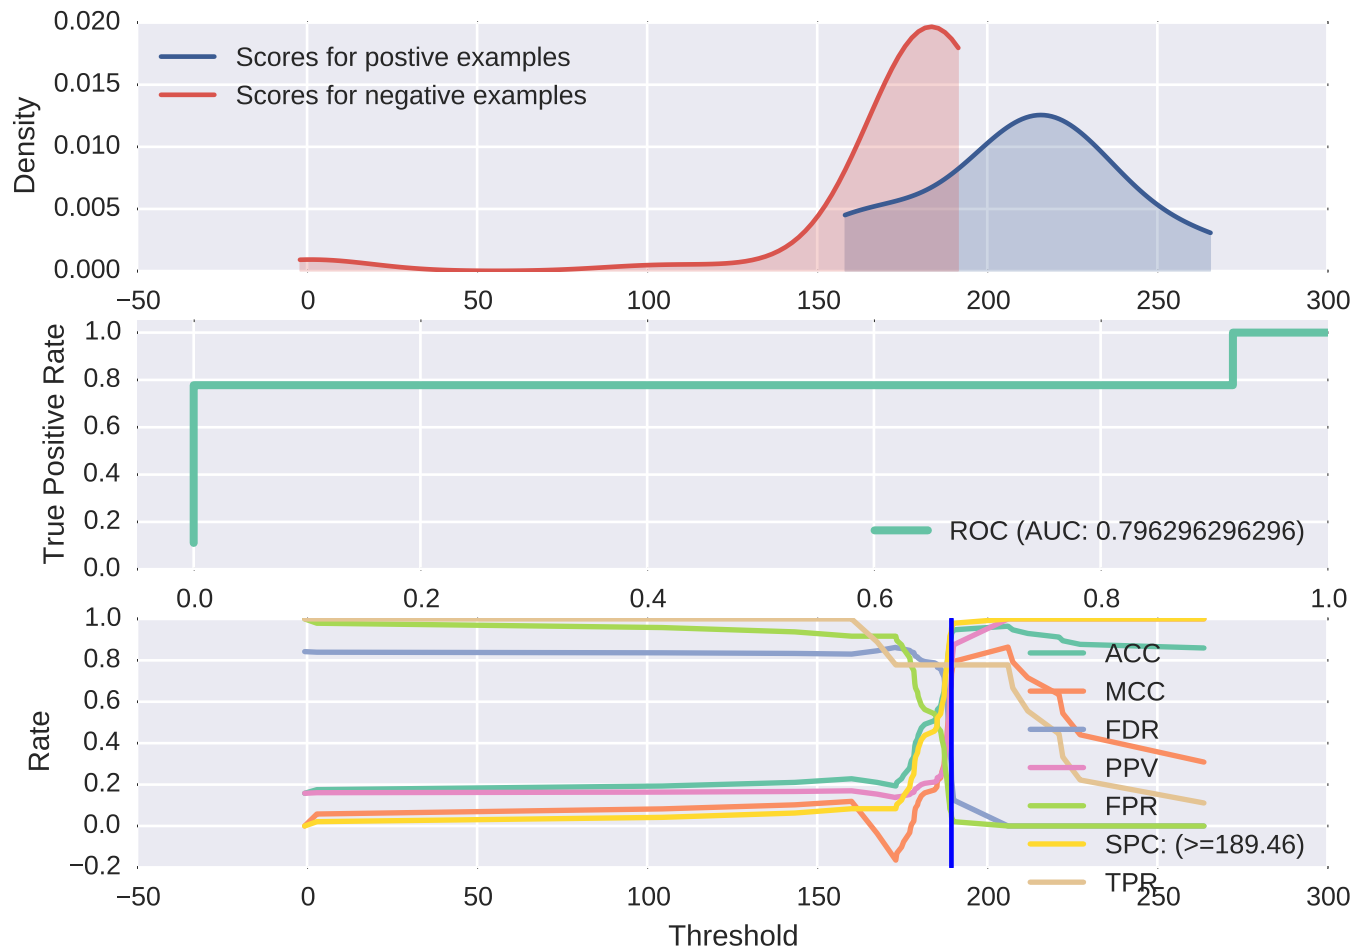 0.020
0.015
0.010
0.005
0.000
Density
Scores for postive examples
Scores for negative examples
−50 0 50 100 150 200 250 300
1.0
0.8
0.6
0.4
0.2
0.0
True Positive Rate
ROC (AUC: 0.796296296296)
0.0 0.2 0.4 0.6 0.8 1.0
1.0
0.8
0.6
0.4
0.2
0.0
−0.2
Rate
ACC
MCC
FDR
PPV
FPR
SPC: (>=189.46)
TPR
−50 0 50 100 150 200 250 300
Threshold